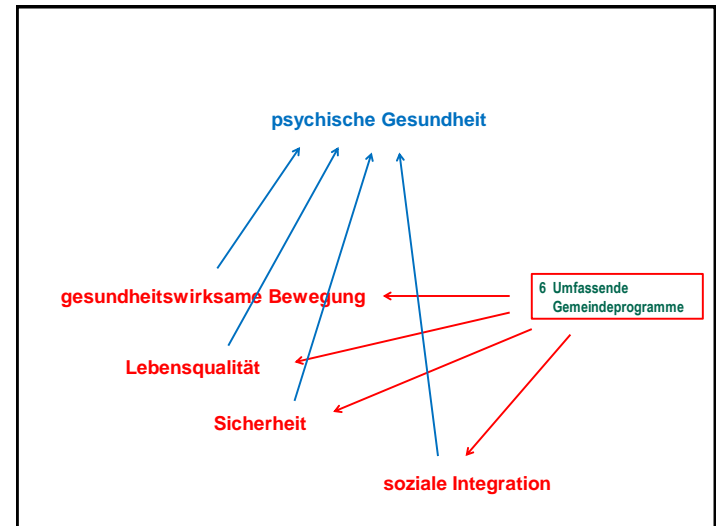 psychische Gesundheit
gesundheitswirksame Bewegung
6 Umfassende
Gemeindeprogramme
Lebensqualität
Sicherheit
soziale Integration